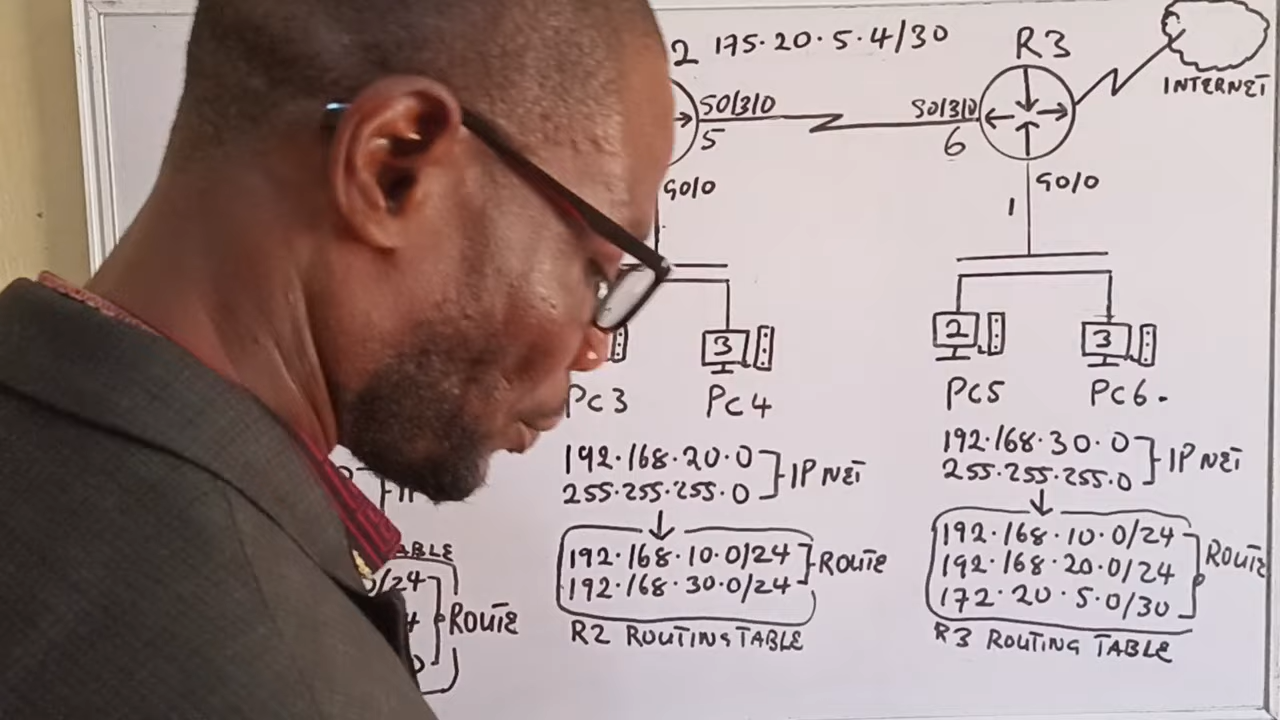 2 175.20.5.4/30
R3
INTERNET
S0/3/0
5
S0/3/0
6
G0/0
G0/0
1
3
2
3
PC3
PC4
PC5
PC6.
192.168.20.0
255.255.255.0
IP NET
192.168.30.0
255.255.255.0
IP NET
192.168.10.0/24
192.168.30.0/24
ROUTE
R2 ROUTING TABLE
192.168.10.0/24
192.168.20.0/24
172.20.5.0/30
ROUTE
R3 ROUTING TABLE
ABLE
/24
ROUTE